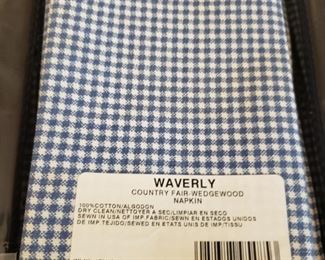 WAVERLY
COUNTRY FAIR-WEDGEWOOD
NAPKIN
100%COTTON/ALGODON
DRY CLEAN/NETTOYER A SEC/LIMPIAR EN SECO
SEWN IN USA OF IMP. FABRIC/SEWN EN ESTADOS UNIDOS
DE IMP. TEJIDO/SEWED EN ETATS UNIS DE IMP/TISSU